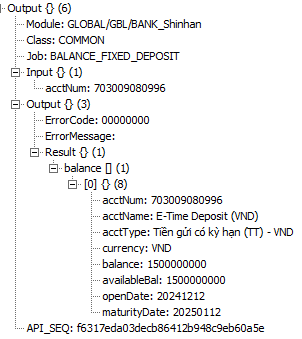 Output {} (6)
Module: GLOBAL/GBL/BANK_Shinhan
Class: COMMON
Job: BALANCE_FIXED_DEPOSIT
Input {} (1)
acctNum: 703009080996
Output {} (3)
ErrorCode: 00000000
ErrorMessage:
Result {} (1)
balance [] (1)
[0] {} (8)
acctNum: 703009080996
acctName: E-Time Deposit (VND)
acctType: Tiền gửi có kỳ hạn (TT) - VND
currency: VND
balance: 1500000000
availableBal: 1500000000
openDate: 20241212
maturityDate: 20250112
API_SEQ: f6317eda03decb86412b948c9eb60a5e